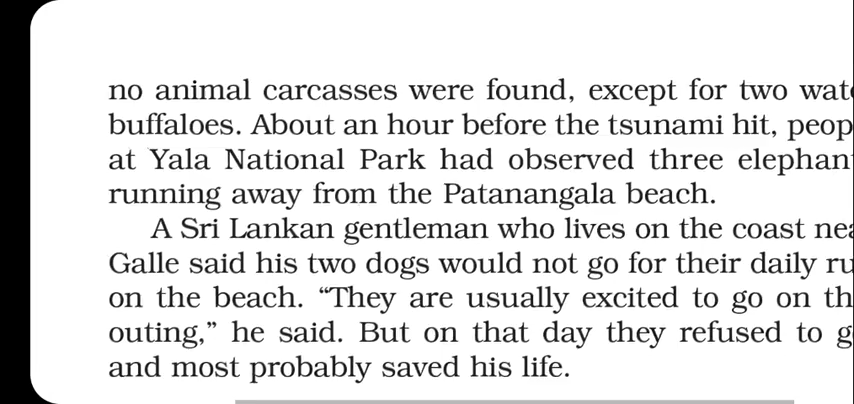 no animal carcasses were found, except for two
buffaloes. About an hour before the tsunami hit,
at Yala National Park had observed three
running away from the Patanangala beach.
A Sri Lankan gentleman who lives on the coast
Galle said his two dogs would not go for their daily
on the beach. “They are usually excited to go on
outing,” he said. But on that day they refused to
and most probably saved his life.